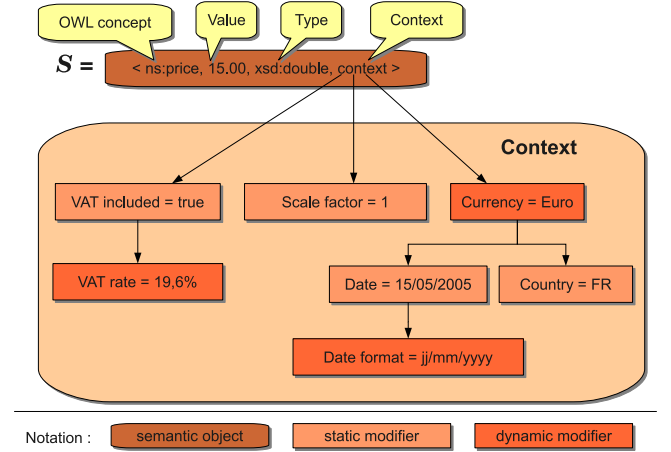 OWL concept Value Type Context
S = < ns:price, 15.00, xsd:double, context >
Context
VAT included = true Scale factor = 1 Currency = Euro
VAT rate = 19,6% Date = 15/05/2005 Country = FR
Date format = jj/mm/yyyy
Notation : semantic object static modifier dynamic modifier